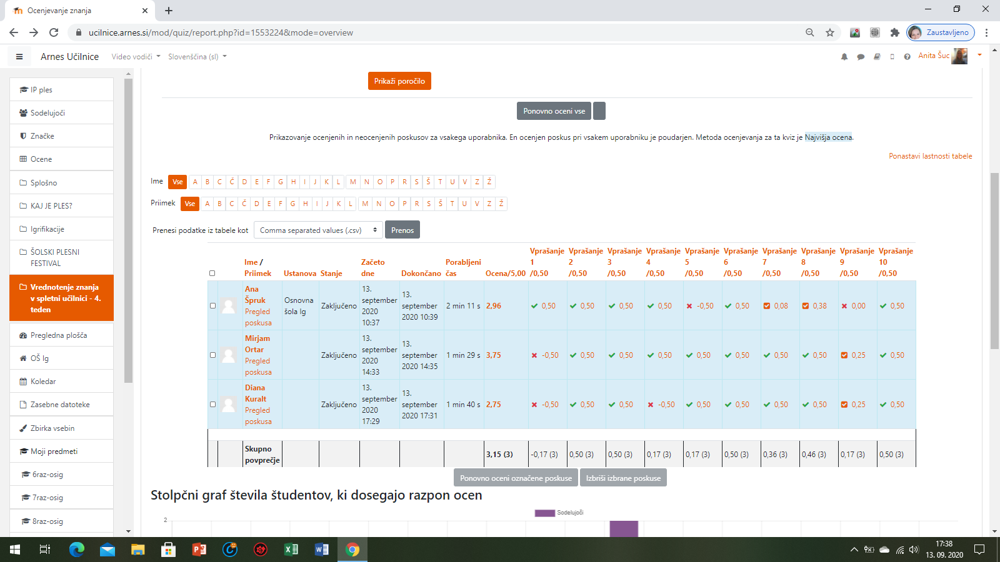 Ocenjevanje znanja
ucilnice.arnes.si/mod/quiz/report.php?id=1553224&mode=overview
Zaustavljeno
Arnes Učilnice Video vodiči Slovenščina (sl)
Anita Šuc
IP ples
Sodelujoči
Značke
Ocene
Splošno
KAJ JE PLES?
Igrifikacije
ŠOLSKI PLESNI
FESTIVAL
Vrednotenje znanja
v spletni učilnici - 4.
teden
Pregledna plošča
OŠ Ig
Koledar
Zasebne datoteke
Zbirka vsebin
Moji predmeti
6raz-osig
7raz-osig
8raz-osig
Prikaži poročilo
Ponovno oceni vse
Prikazovanje ocenjenih in neocenjenih poskusov za vsakega uporabnika. En ocenjen poskus pri vsakem uporabniku je poudarjen. Metoda ocenjevanja za ta kviz je Najvišja ocena.
Ponastavi lastnosti tabele
Ime Vse A B C Č D E F G H I J K L M N O P R S Š T U V Z Ž
Priimek Vse A B C Č D E F G H I J K L M N O P R S Š T U V Z Ž
Prenesi podatke iz tabele kot Comma separated values (.csv) Prenos
Ime / Priimek Ustanova Stanje Začeto dne Dokončano Porabljeni čas Ocena/5,00 Vprašanje 1 /0,50 Vprašanje 2 /0,50 Vprašanje 3 /0,50 Vprašanje 4 /0,50 Vprašanje 5 /0,50 Vprašanje 6 /0,50 Vprašanje 7 /0,50 Vprašanje 8 /0,50 Vprašanje 9 /0,50 Vprašanje 10 /0,50
Ana Špruk Pregled poskusa Osnovna šola Ig Zaključeno 13. september 2020 10:37 13. september 2020 10:39 2 min 11 s 2,96 0,50 0,50 0,50 0,50 -0,50 0,50 0,08 0,38 0,00 0,50
Mirjam Ortar Pregled poskusa Zaključeno 13. september 2020 14:33 13. september 2020 14:35 1 min 29 s 3,75 -0,50 0,50 0,50 0,50 0,50 0,50 0,50 0,50 0,25 0,50
Diana Kuralt Pregled poskusa Zaključeno 13. september 2020 17:29 13. september 2020 17:31 1 min 40 s 2,75 -0,50 0,50 0,50 -0,50 0,50 0,50 0,50 0,50 0,25 0,50
Skupno povprečje 3,15 (3) -0,17 (3) 0,50 (3) 0,50 (3) 0,17 (3) 0,17 (3) 0,50 (3) 0,36 (3) 0,46 (3) 0,17 (3) 0,50 (3)
Ponovno oceni označene poskuse Izbriši izbrane poskuse
Stolpčni graf števila študentov, ki dosegajo razpon ocen
Sodelujoči
2
17:38
13. 09. 2020